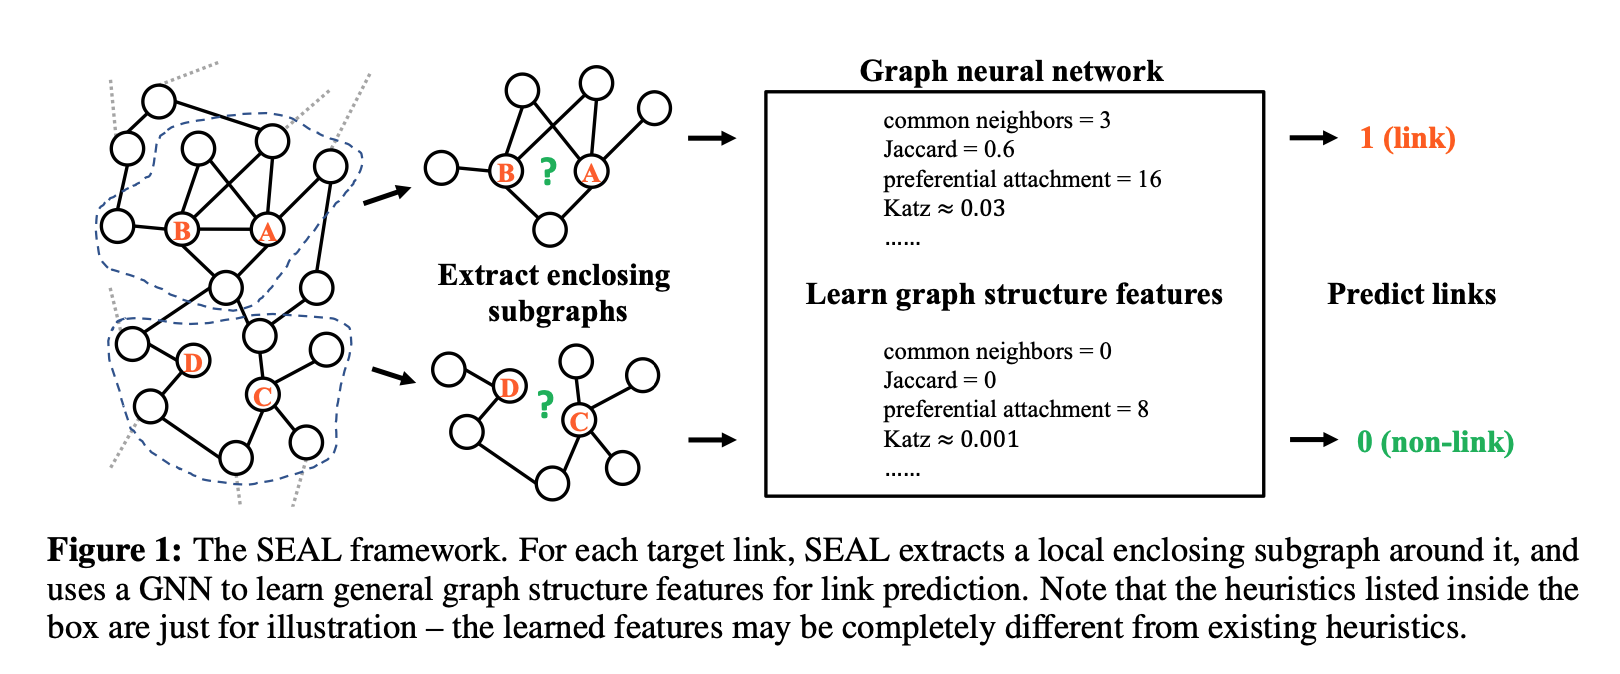 Graph neural network
B
A
B
?
A
common neighbors = 3
Jaccard = 0.6
preferential attachment = 16
Katz ≈ 0.03
......
1 (link)
Extract enclosing
subgraphs
Learn graph structure features
Predict links
D
C
D
?
C
common neighbors = 0
Jaccard = 0
preferential attachment = 8
Katz ≈ 0.001
......
0 (non-link)
Figure 1: The SEAL framework. For each target link, SEAL extracts a local enclosing subgraph around it, and
uses a GNN to learn general graph structure features for link prediction. Note that the heuristics listed inside the
box are just for illustration – the learned features may be completely different from existing heuristics.